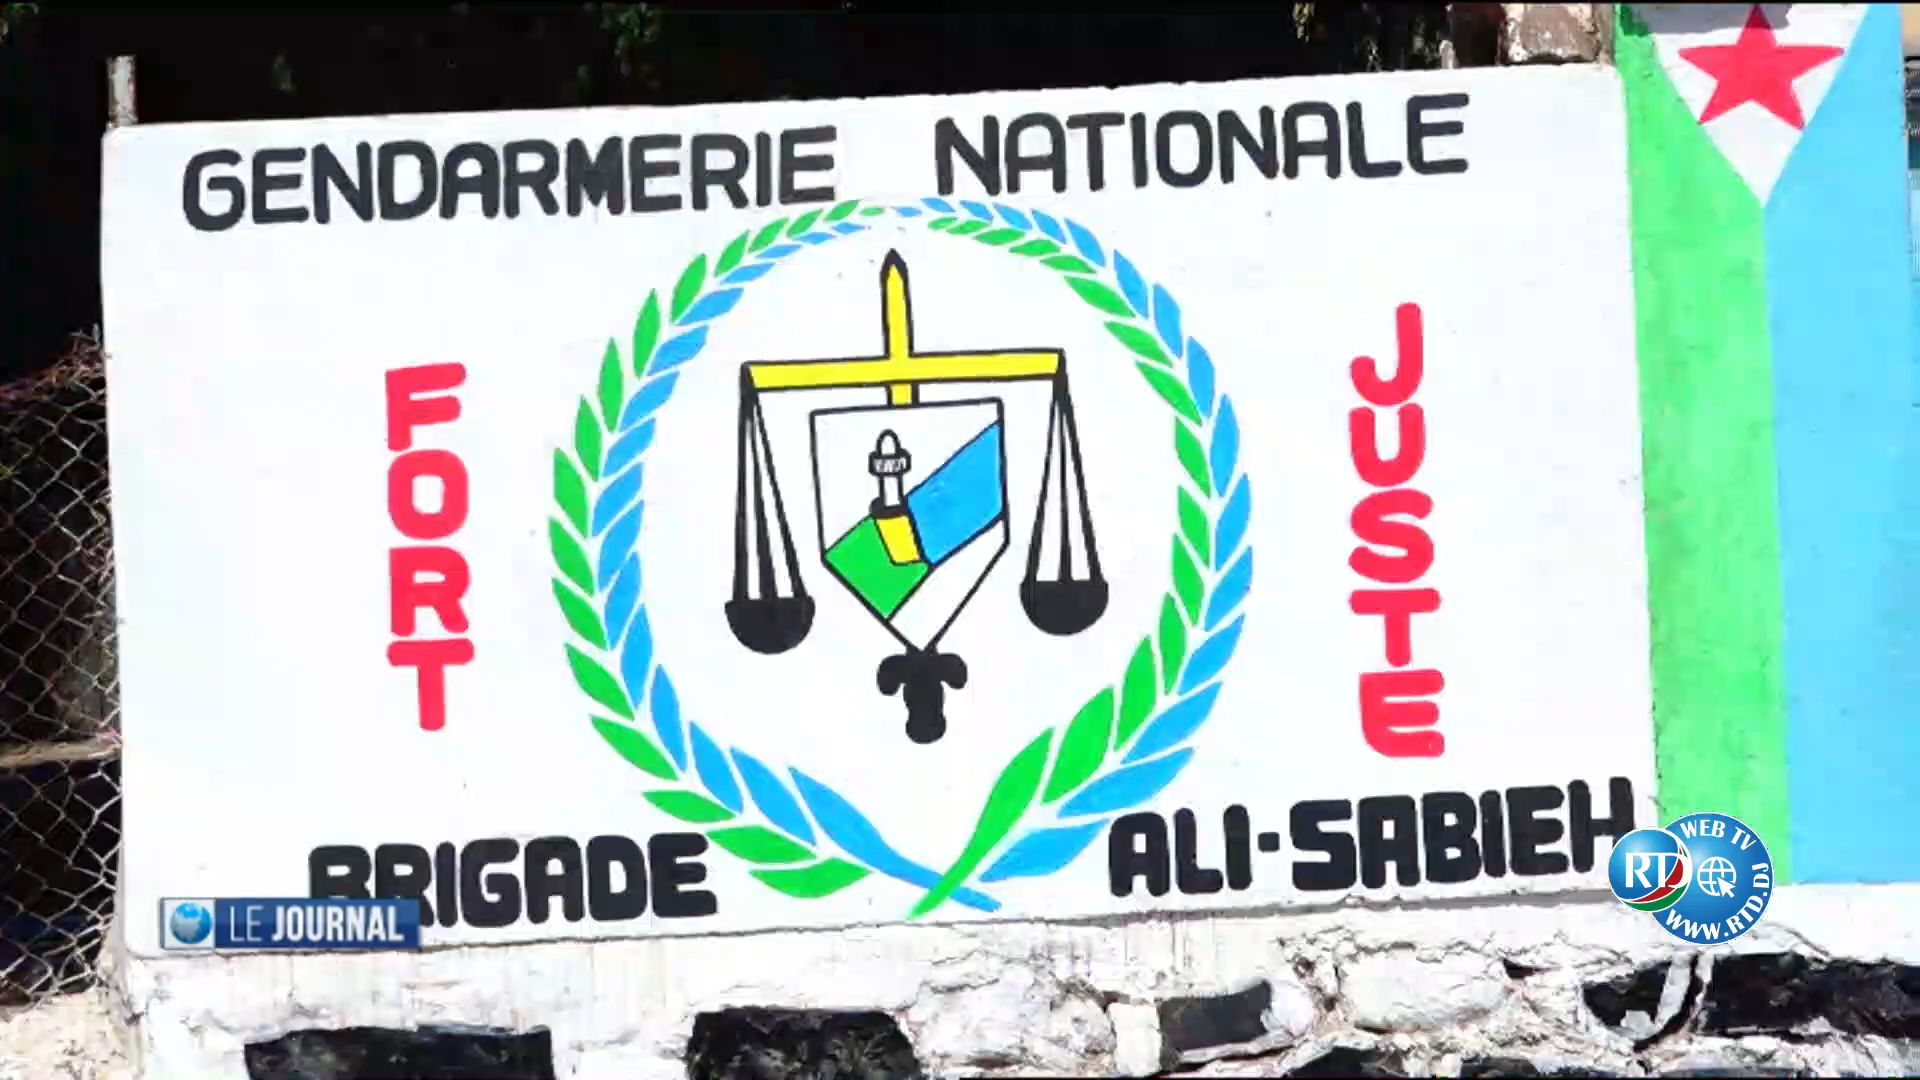 GENDARMERIE NATIONALE
FORT
JUSTE
BRIGADE ALI-SABIEH
LE JOURNAL
RTD
WEB TV
WWW.RTD.DJ